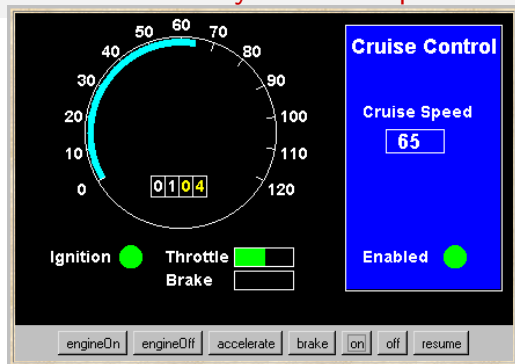 50 60 70
40 80
30 90
20 100
10 110
0 120
0104
Cruise Control
Cruise Speed
65
Ignition
Throttle
Brake
Enabled
engineOn engineOff accelerate brake on off resume